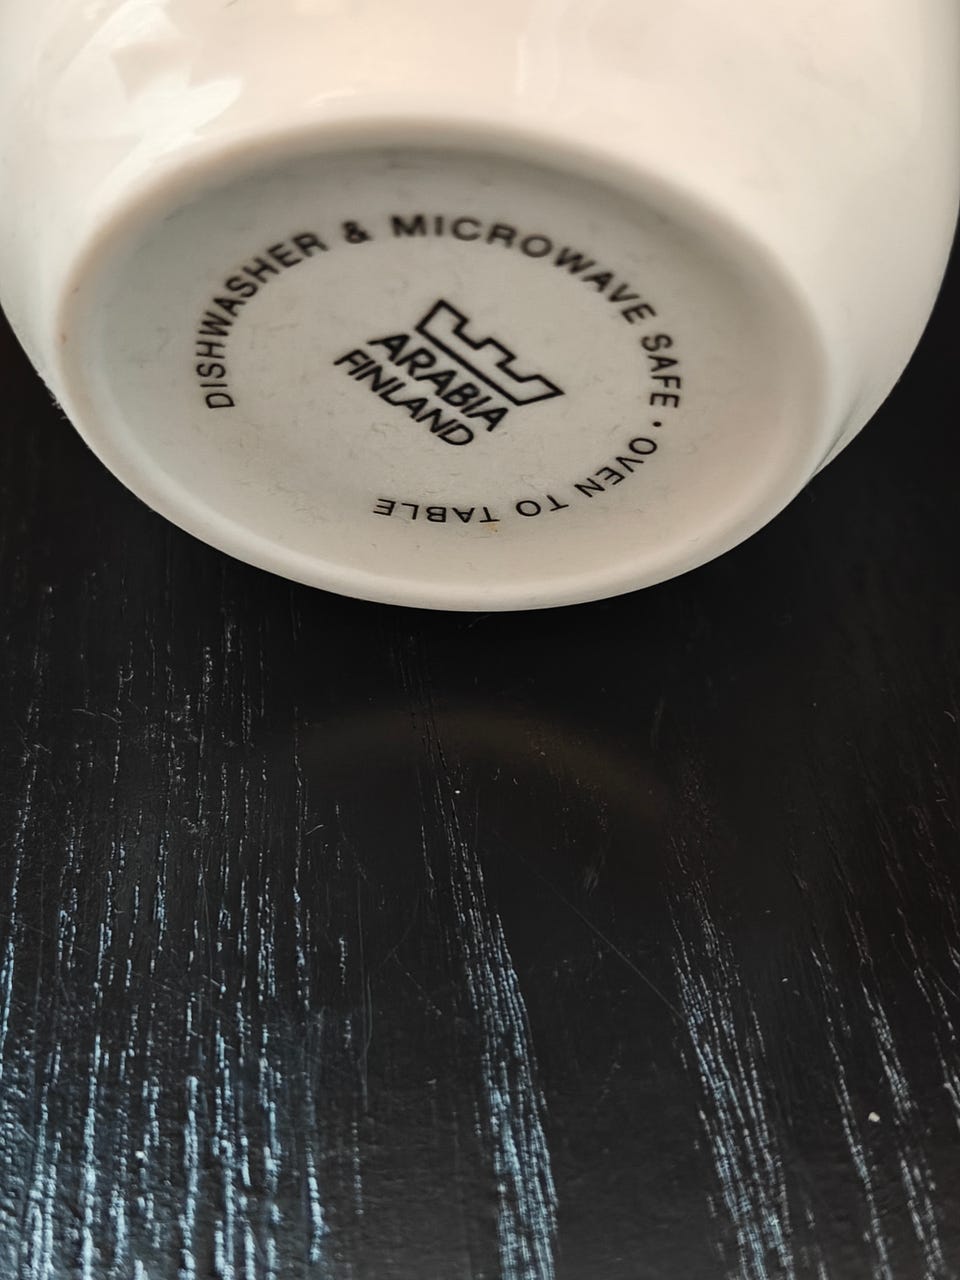 DISHWASHER & MICROWAVE SAFE · OVEN TO TABLE
ARABIA
FINLAND